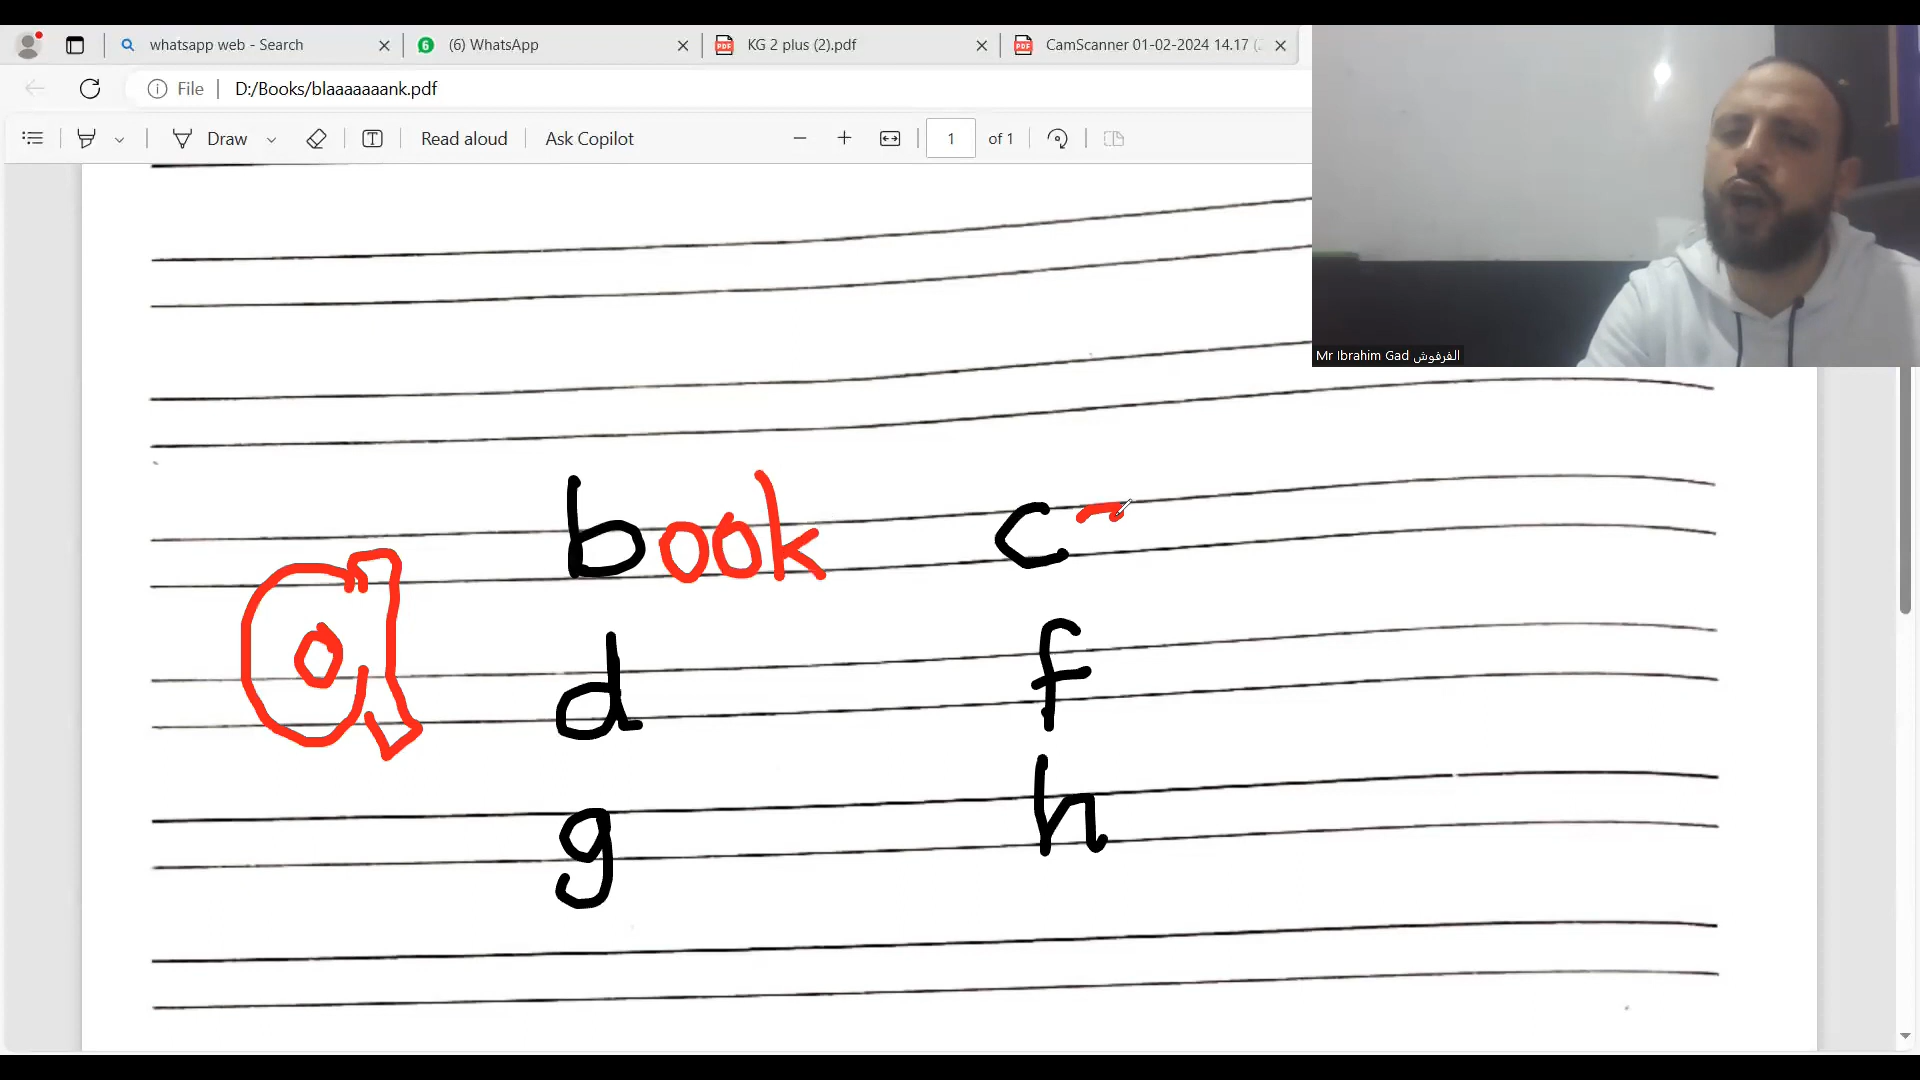 whatsapp web - Search
(6) WhatsApp
KG 2 plus (2).pdf
CamScanner 01-02-2024 14.17
File
D:/Books/blaaaaaaank.pdf
Draw
Read aloud
Ask Copilot
1 of 1
Mr Ibrahim Gad الفرفوش
book c
a
d f
g h